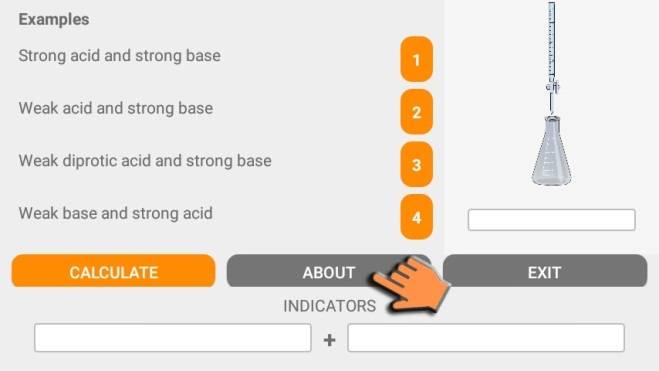 Examples
Strong acid and strong base 1
Weak acid and strong base 2
Weak diprotic acid and strong base 3
Weak base and strong acid 4
CALCULATE ABOUT EXIT
INDICATORS
+